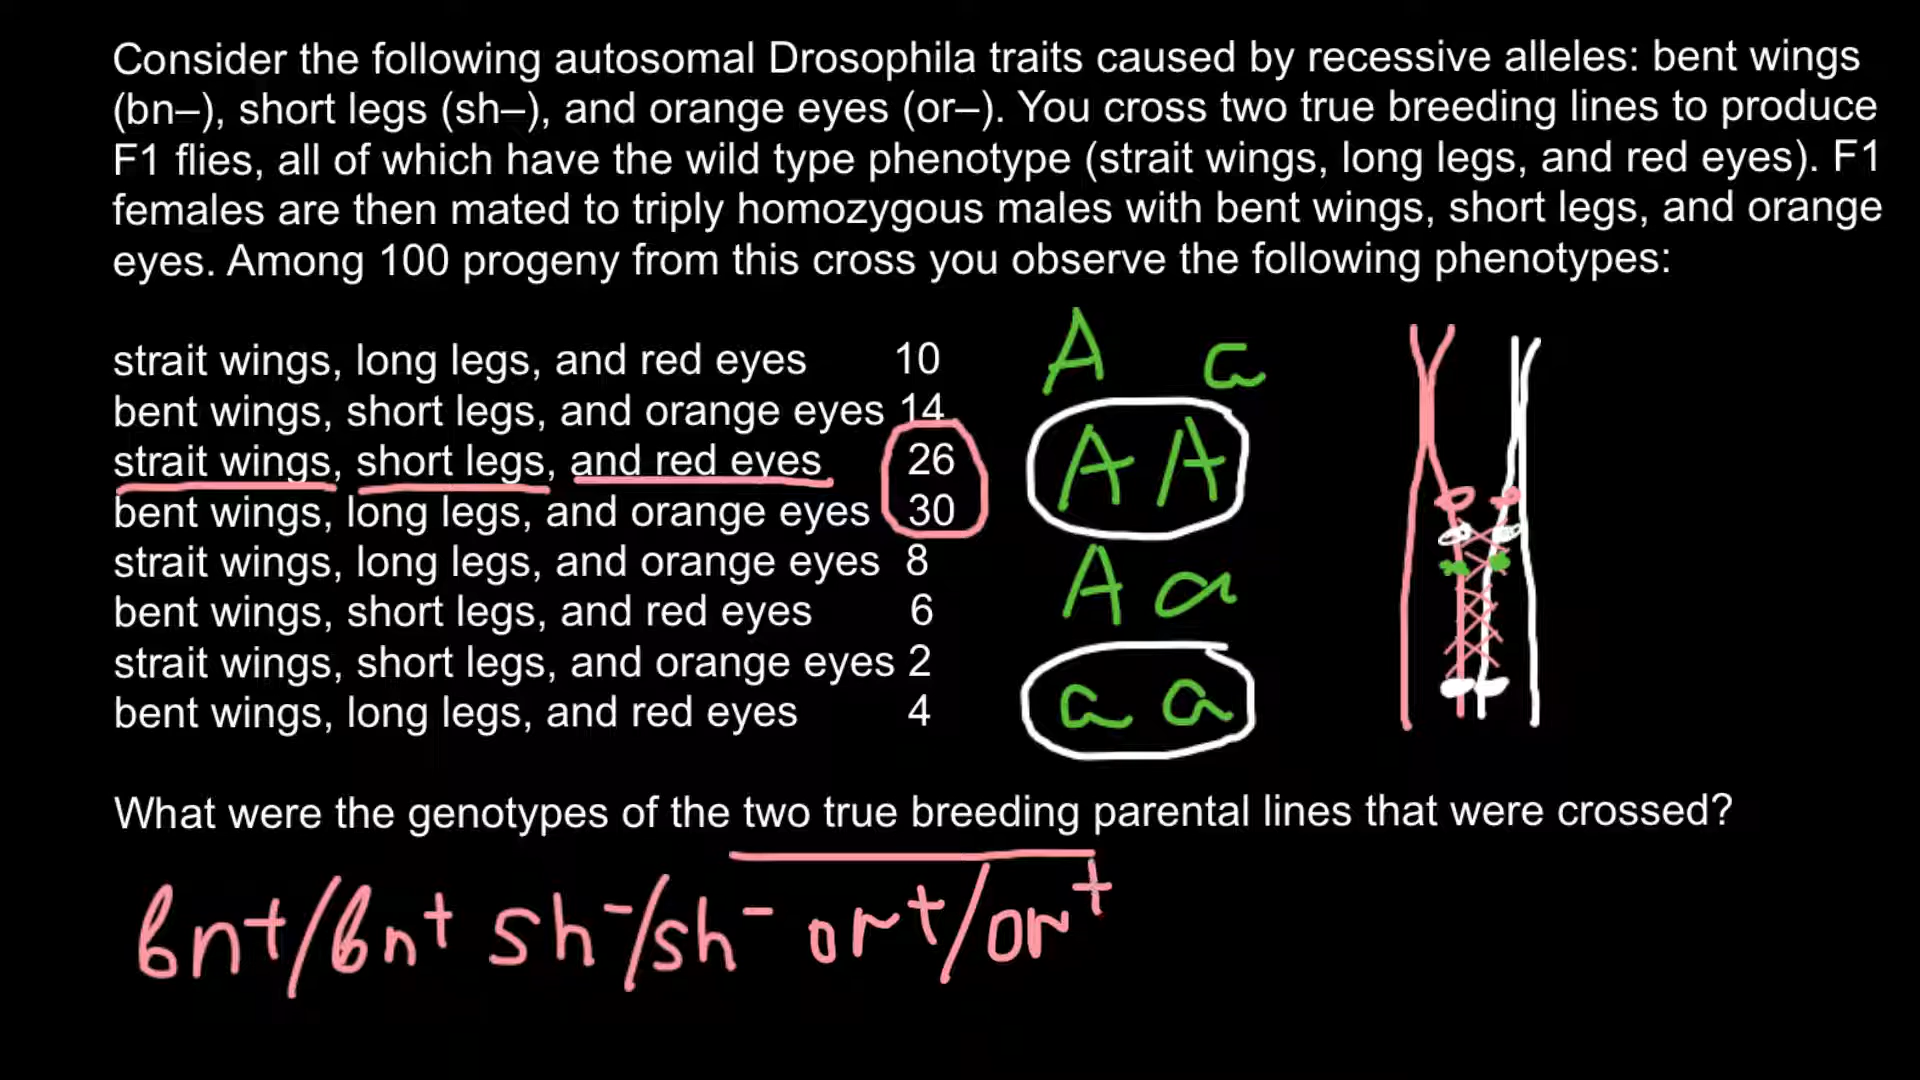 Consider the following autosomal Drosophila traits caused by recessive alleles: bent wings
(bn–), short legs (sh–), and orange eyes (or–). You cross two true breeding lines to produce
F1 flies, all of which have the wild type phenotype (strait wings, long legs, and red eyes). F1
females are then mated to triply homozygous males with bent wings, short legs, and orange
eyes. Among 100 progeny from this cross you observe the following phenotypes:
strait wings, long legs, and red eyes 10
bent wings, short legs, and orange eyes 14
strait wings, short legs, and red eyes 26
bent wings, long legs, and orange eyes 30
strait wings, long legs, and orange eyes 8
bent wings, short legs, and red eyes 6
strait wings, short legs, and orange eyes 2
bent wings, long legs, and red eyes 4
A a
A A
A a
a a
What were the genotypes of the two true breeding parental lines that were crossed?
bn+/bn+ sh-/sh- or+/or+